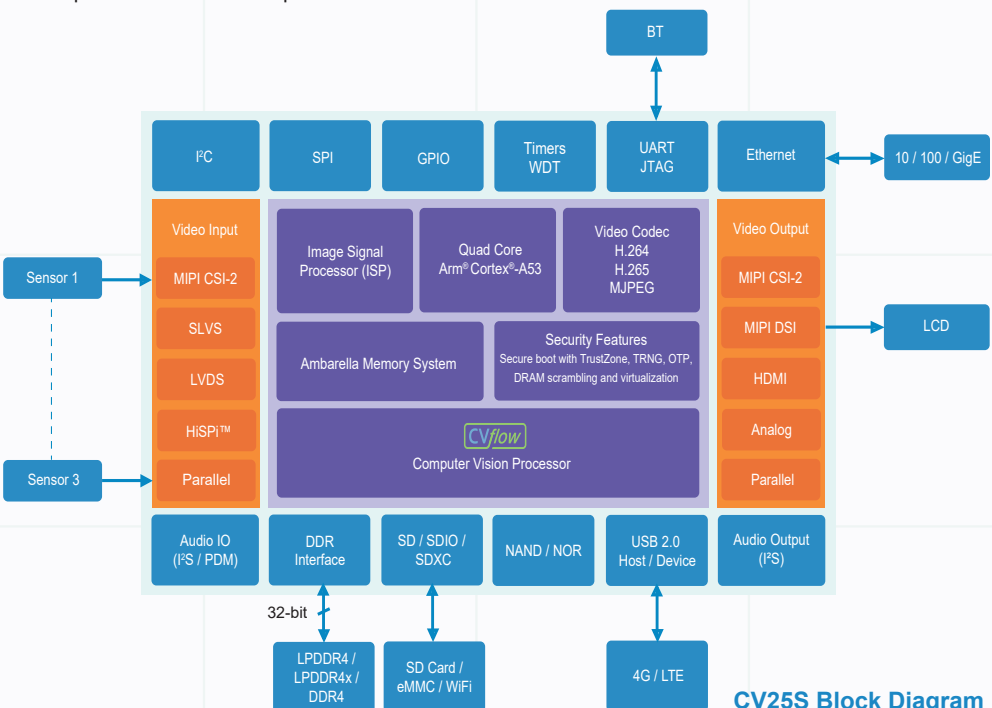 BT
I²C
SPI
GPIO
Timers
WDT
UART
JTAG
Ethernet
10 / 100 / GigE
Video Input
MIPI CSI-2
SLVS
LVDS
HiSPi™
Parallel
Sensor 1
Sensor 3
Image Signal
Processor (ISP)
Quad Core
Arm® Cortex®-A53
Video Codec
H.264
H.265
MJPEG
Ambarella Memory System
Security Features
Secure boot with TrustZone, TRNG, OTP,
DRAM scrambling and virtualization
CVflow
Computer Vision Processor
Video Output
MIPI CSI-2
MIPI DSI
HDMI
Analog
Parallel
LCD
Audio IO
(I²S / PDM)
DDR
Interface
SD / SDIO /
SDXC
NAND / NOR
USB 2.0
Host / Device
Audio Output
(I²S)
32-bit
LPDDR4 /
LPDDR4x /
DDR4
SD Card /
eMMC / WiFi
4G / LTE
CV25S Block Diagram